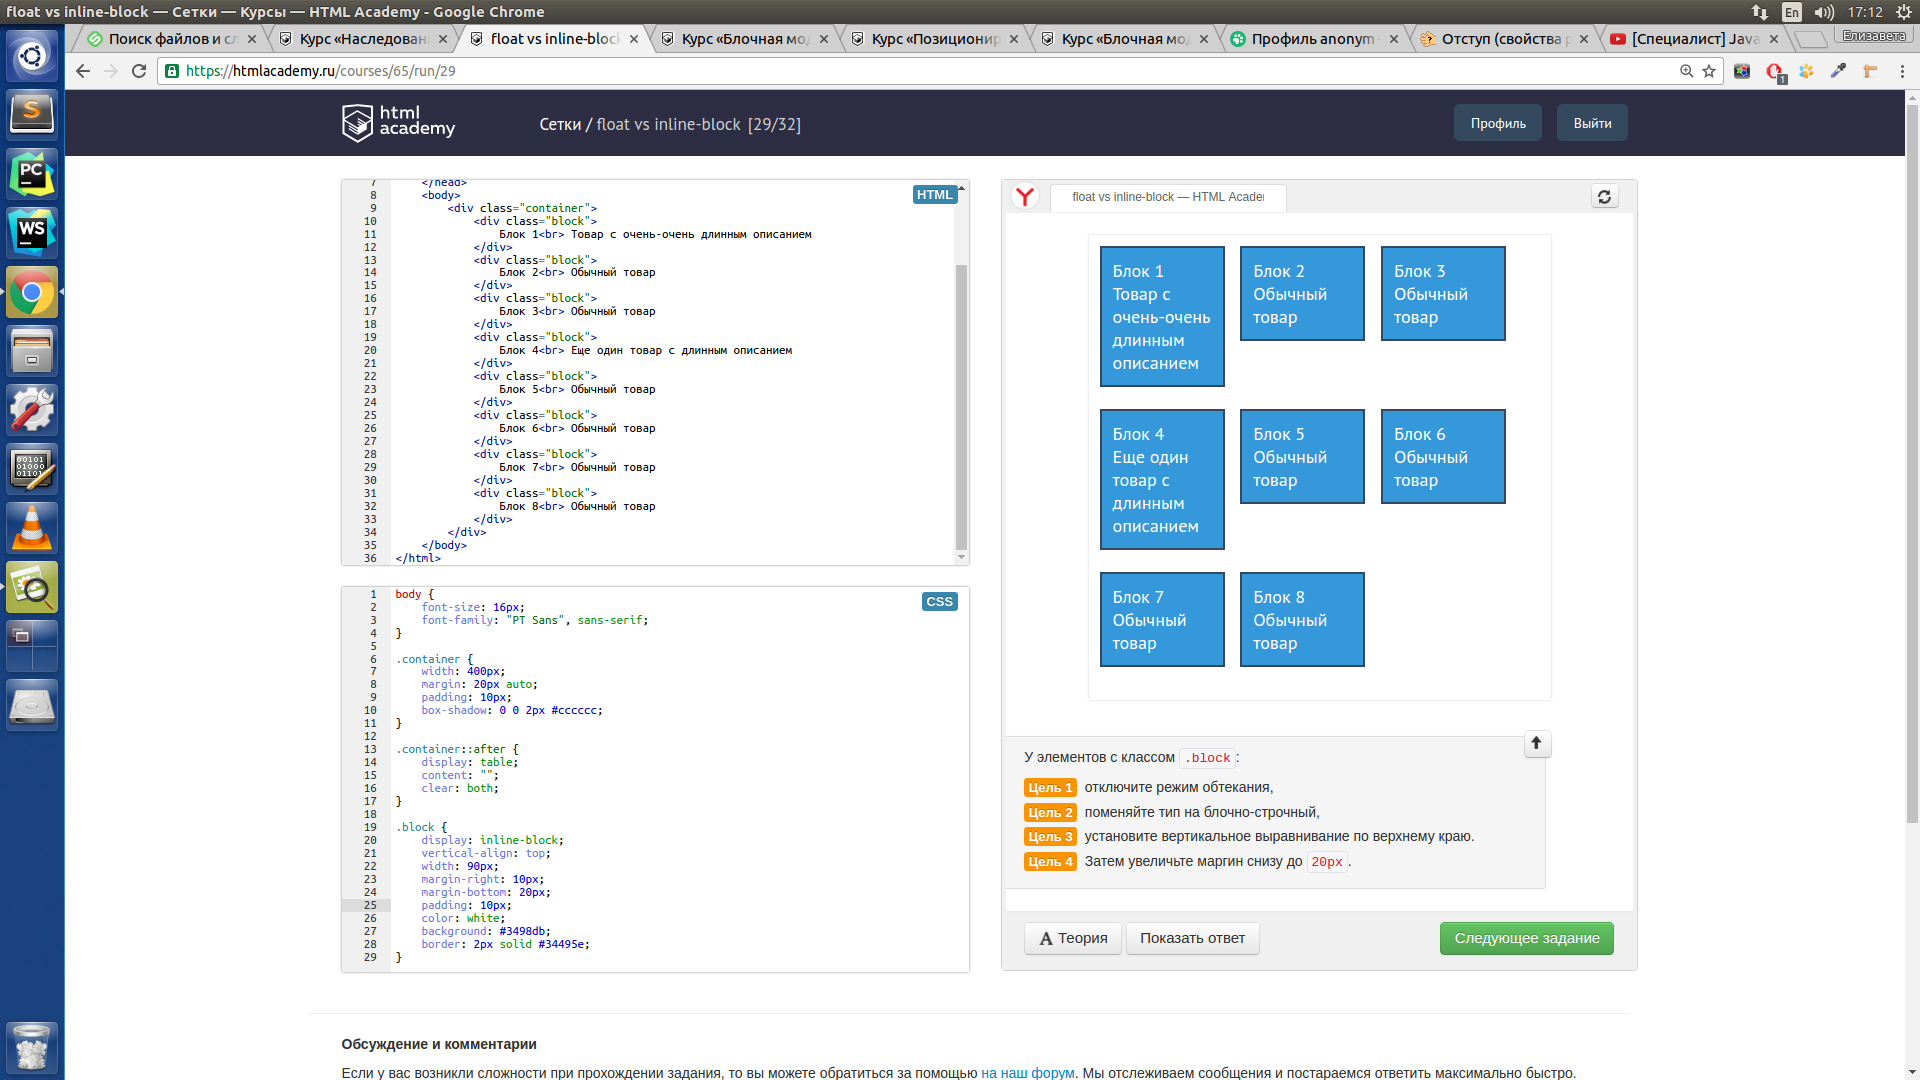 float vs inline-block — Сетки — Курсы — HTML Academy - Google Chrome
En
17:12
Поиск файлов и сл
Курс «Наследован
float vs inline-bloc
Курс «Блочная мо
Курс «Позиционир
Курс «Блочная мо
Профиль anonym
Отступ (свойства р
[Специалист] Java
Елизавета
https://htmlacademy.ru/courses/65/run/29
1
html
academy
Сетки / float vs inline-block [29/32]
Профиль
Выйти
HTML
7 </head>
8 <body>
9 <div class="container">
10 <div class="block">
11 Блок 1<br> Товар с очень-очень длинным описанием
12 </div>
13 <div class="block">
14 Блок 2<br> Обычный товар
15 </div>
16 <div class="block">
17 Блок 3<br> Обычный товар
18 </div>
19 <div class="block">
20 Блок 4<br> Еще один товар с длинным описанием
21 </div>
22 <div class="block">
23 Блок 5<br> Обычный товар
24 </div>
25 <div class="block">
26 Блок 6<br> Обычный товар
27 </div>
28 <div class="block">
29 Блок 7<br> Обычный товар
30 </div>
31 <div class="block">
32 Блок 8<br> Обычный товар
33 </div>
34 </div>
35 </body>
36 </html>
CSS
1 body {
2 font-size: 16px;
3 font-family: "PT Sans", sans-serif;
4 }
5
6 .container {
7 width: 400px;
8 margin: 20px auto;
9 padding: 10px;
10 box-shadow: 0 0 2px #cccccc;
11 }
12
13 .container::after {
14 display: table;
15 content: "";
16 clear: both;
17 }
18
19 .block {
20 display: inline-block;
21 vertical-align: top;
22 width: 90px;
23 margin-right: 10px;
24 margin-bottom: 20px;
25 padding: 10px;
26 color: white;
27 background: #3498db;
28 border: 2px solid #34495e;
29 }
float vs inline-block — HTML Acade
Блок 1
Товар с
очень-очень
длинным
описанием
Блок 2
Обычный
товар
Блок 3
Обычный
товар
Блок 4
Еще один
товар с
длинным
описанием
Блок 5
Обычный
товар
Блок 6
Обычный
товар
Блок 7
Обычный
товар
Блок 8
Обычный
товар
У элементов с классом .block:
Цель 1 отключите режим обтекания,
Цель 2 поменяйте тип на блочно-строчный,
Цель 3 установите вертикальное выравнивание по верхнему краю.
Цель 4 Затем увеличьте маргин снизу до 20px.
Теория
Показать ответ
Следующее задание
Обсуждение и комментарии
Если у вас возникли сложности при прохождении задания, то вы можете обратиться за помощью на наш форум. Мы отслеживаем сообщения и постараемся ответить максимально быстро.
S
PC
WS